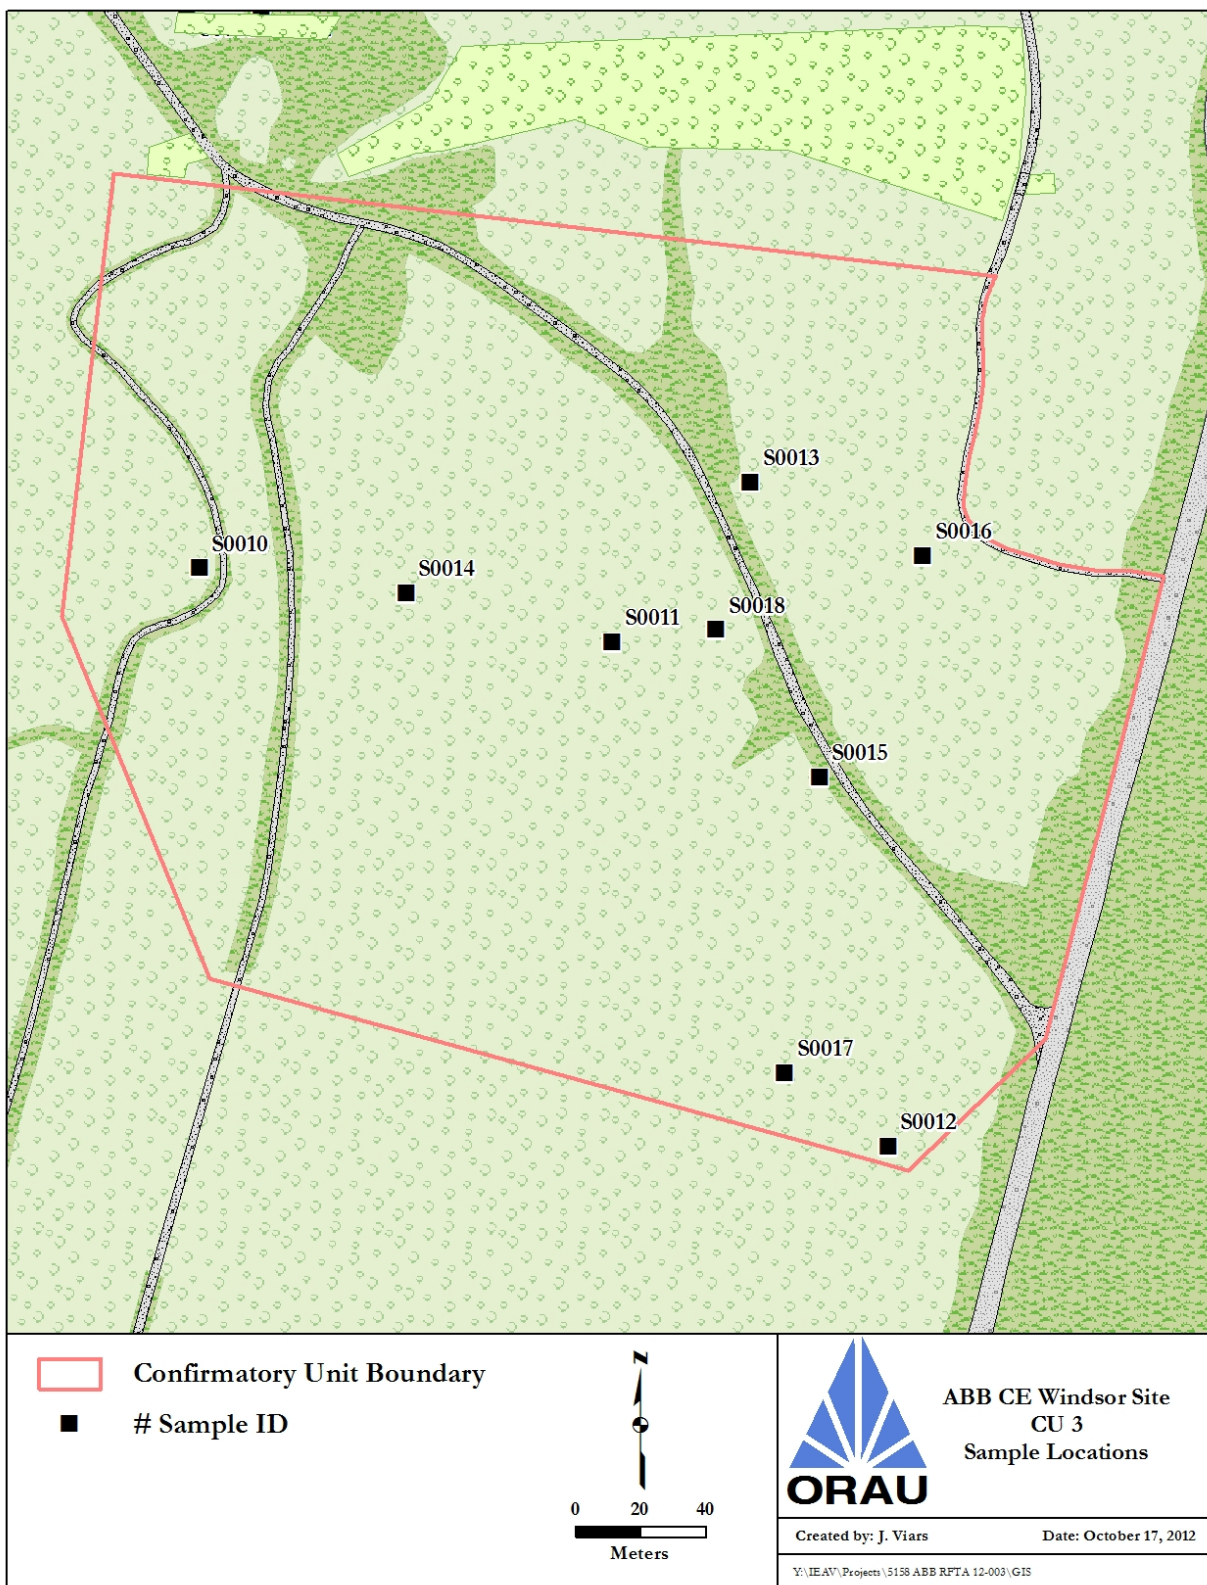 S0013
S0016
S0010
S0014
S0018
S0011
S0015
S0017
S0012
Confirmatory Unit Boundary
# Sample ID
N
0 20 40
Meters
ORAU
ABB CE Windsor Site
CU 3
Sample Locations
Created by: J. Viars Date: October 17, 2012
Y:\IEAV\Projects\5158 ABB RFTA 12-003\GIS